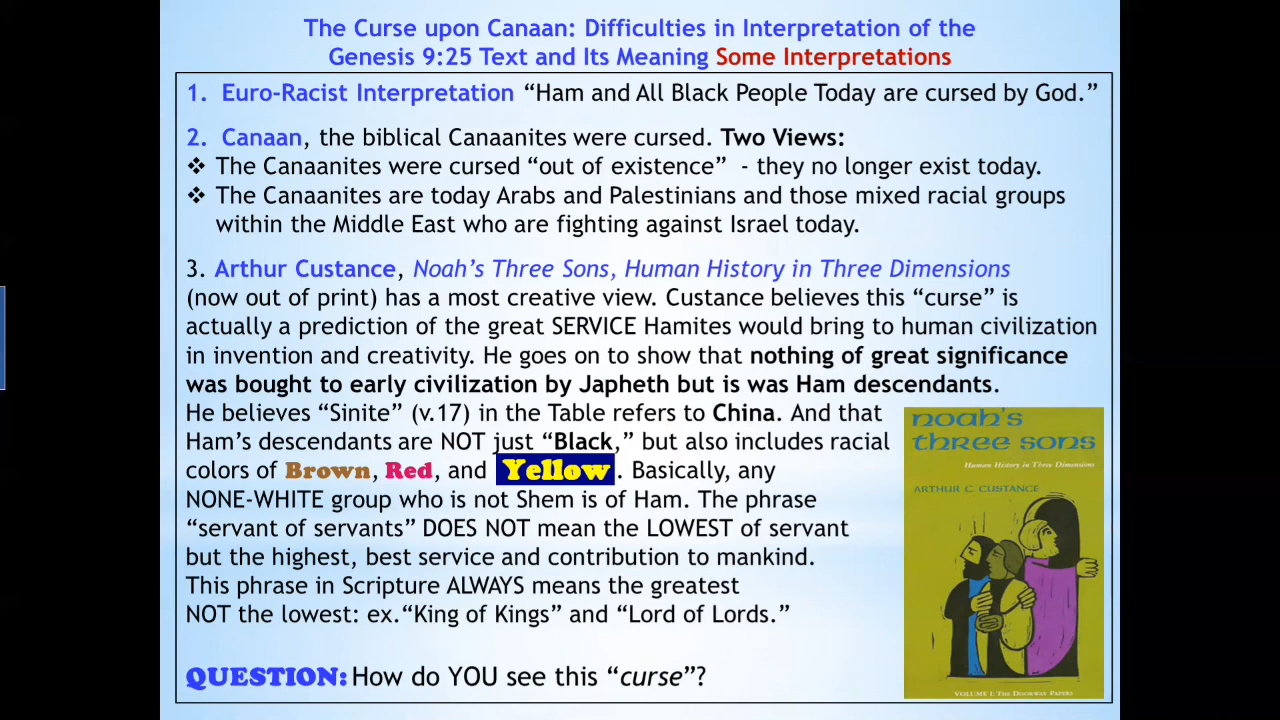 The Curse upon Canaan: Difficulties in Interpretation of the
Genesis 9:25 Text and Its Meaning Some Interpretations
1. Euro-Racist Interpretation “Ham and All Black People Today are cursed by God.”
2. Canaan, the biblical Canaanites were cursed. Two Views:
❖ The Canaanites were cursed “out of existence” - they no longer exist today.
❖ The Canaanites are today Arabs and Palestinians and those mixed racial groups
within the Middle East who are fighting against Israel today.
3. Arthur Custance, Noah’s Three Sons, Human History in Three Dimensions
(now out of print) has a most creative view. Custance believes this “curse” is
actually a prediction of the great SERVICE Hamites would bring to human civilization
in invention and creativity. He goes on to show that nothing of great significance
was bought to early civilization by Japheth but is was Ham descendants.
He believes “Sinite” (v.17) in the Table refers to China. And that
Ham’s descendants are NOT just “Black,” but also includes racial
colors of Brown, Red, and Yellow. Basically, any
NONE-WHITE group who is not Shem is of Ham. The phrase
“servant of servants” DOES NOT mean the LOWEST of servant
but the highest, best service and contribution to mankind.
This phrase in Scripture ALWAYS means the greatest
NOT the lowest: ex.“King of Kings” and “Lord of Lords.”
QUESTION: How do YOU see this “curse”?
noah's
three sons
Human History in Three Dimensions
ARTHUR C. CUSTANCE
VOLUME I: THE DOORWAY PAPERS